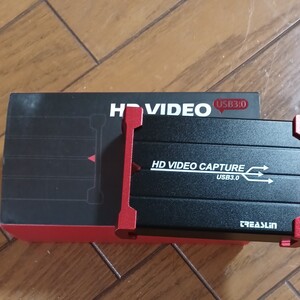 HD VIDEO USB3.0
HD VIDEO CAPTURE
USB3.0
TREASLIN